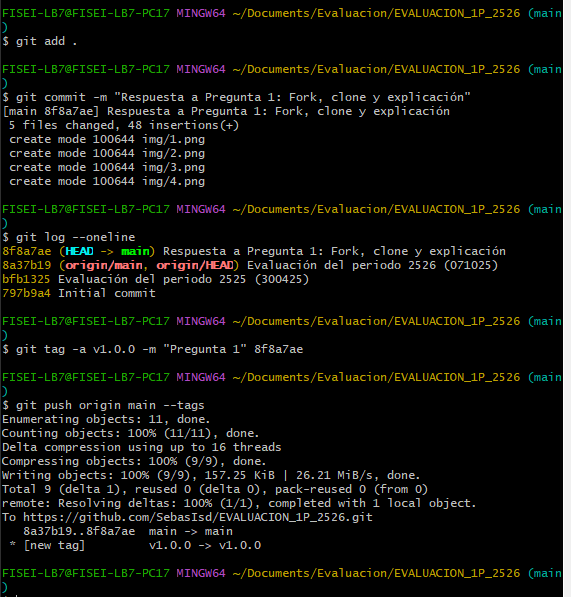 FISEI-LB7@FISEI-LB7-PC17 MINGW64 ~/Documents/Evaluacion/EVALUACION_1P_2526 (main
)
$ git add .
FISEI-LB7@FISEI-LB7-PC17 MINGW64 ~/Documents/Evaluacion/EVALUACION_1P_2526 (main
)
$ git commit -m "Respuesta a Pregunta 1: Fork, clone y explicación"
[main 8f8a7ae] Respuesta a Pregunta 1: Fork, clone y explicación
 5 files changed, 48 insertions(+)
 create mode 100644 img/1.png
 create mode 100644 img/2.png
 create mode 100644 img/3.png
 create mode 100644 img/4.png
FISEI-LB7@FISEI-LB7-PC17 MINGW64 ~/Documents/Evaluacion/EVALUACION_1P_2526 (main
)
$ git log --oneline
8f8a7ae (HEAD -> main) Respuesta a Pregunta 1: Fork, clone y explicación
8a37b19 (origin/main, origin/HEAD) Evaluación del periodo 2526 (071025)
bfb1325 Evaluación del periodo 2525 (300425)
797b9a4 Initial commit
FISEI-LB7@FISEI-LB7-PC17 MINGW64 ~/Documents/Evaluacion/EVALUACION_1P_2526 (main
)
$ git tag -a v1.0.0 -m "Pregunta 1" 8f8a7ae
FISEI-LB7@FISEI-LB7-PC17 MINGW64 ~/Documents/Evaluacion/EVALUACION_1P_2526 (main
)
$ git push origin main --tags
Enumerating objects: 11, done.
Counting objects: 100% (11/11), done.
Delta compression using up to 16 threads
Compressing objects: 100% (9/9), done.
Writing objects: 100% (9/9), 157.25 KiB | 26.21 MiB/s, done.
Total 9 (delta 1), reused 0 (delta 0), pack-reused 0 (from 0)
remote: Resolving deltas: 100% (1/1), completed with 1 local object.
To https://github.com/SebasIsd/EVALUACION_1P_2526.git
   8a37b19..8f8a7ae  main -> main
 * [new tag]         v1.0.0 -> v1.0.0
FISEI-LB7@FISEI-LB7-PC17 MINGW64 ~/Documents/Evaluacion/EVALUACION_1P_2526 (main
)